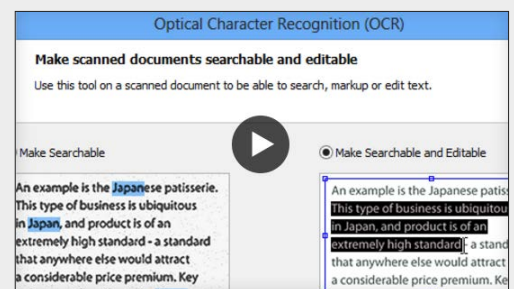 Optical Character Recognition (OCR)
Make scanned documents searchable and editable
Use this tool on a scanned document to be able to search, markup or edit text.
Make Searchable
An example is the Japanese patisserie.
This type of business is ubiquitous
in Japan, and product is of an
extremely high standard - a standard
that anywhere else would attract
a considerable price premium. Key
Make Searchable and Editable
An example is the Japanese patiss
This type of business is ubiquitou
in Japan, and product is of an
extremely high standard - a stand
that anywhere else would attract
a considerable price premium. Ke